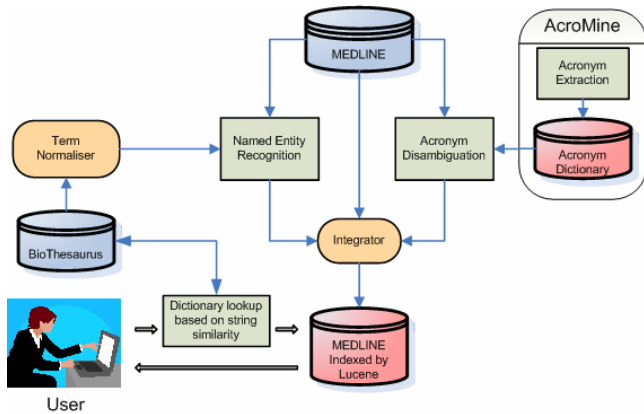 AcroMine
MEDLINE
Acronym
Extraction
Term
Normaliser
Named Entity
Recognition
Acronym
Disambiguation
Acronym
Dictionary
BioThesaurus
Integrator
Dictionary lookup
based on string
similarity
MEDLINE
Indexed by
Lucene
User